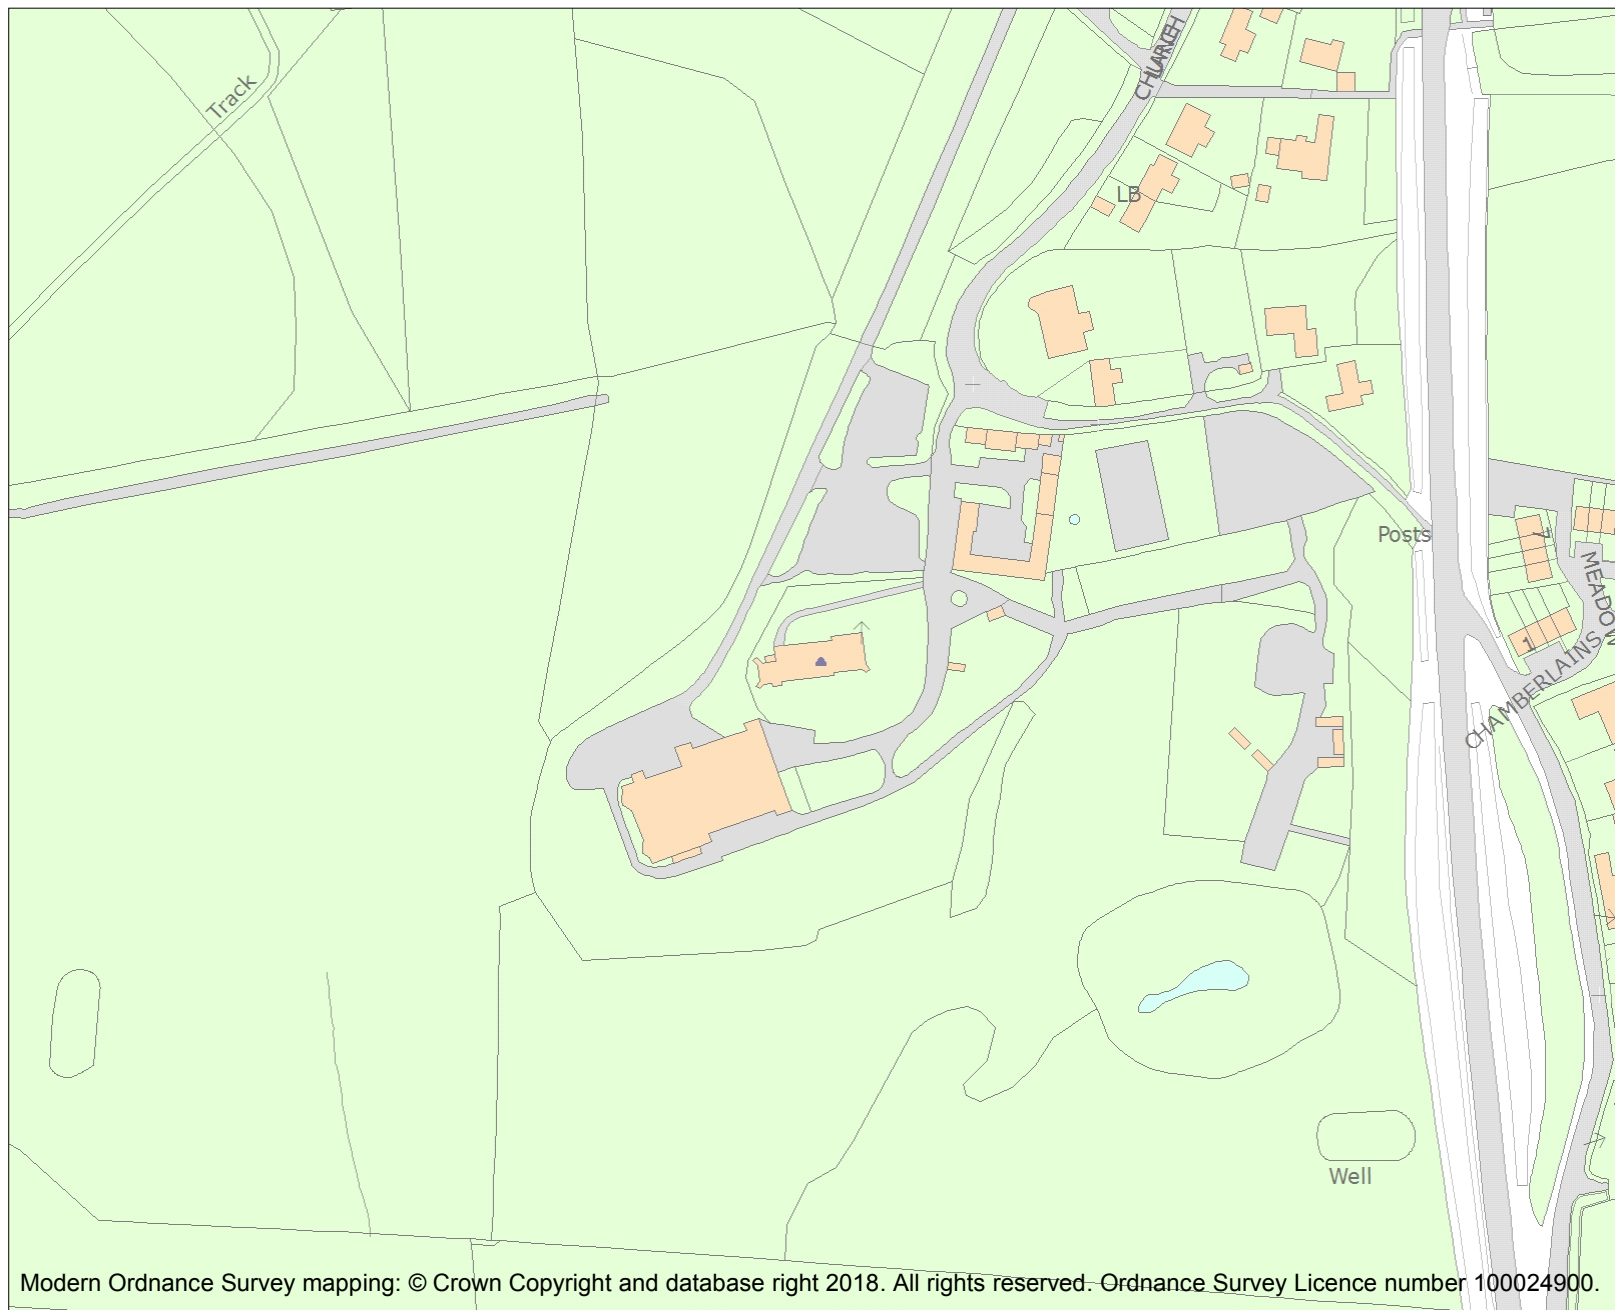 Track
LB
Posts
7
MEADOW
1
CHAMBERLAINS
Well
Modern Ordnance Survey mapping: © Crown Copyright and database right 2018. All rights reserved. Ordnance Survey Licence number 100024900.